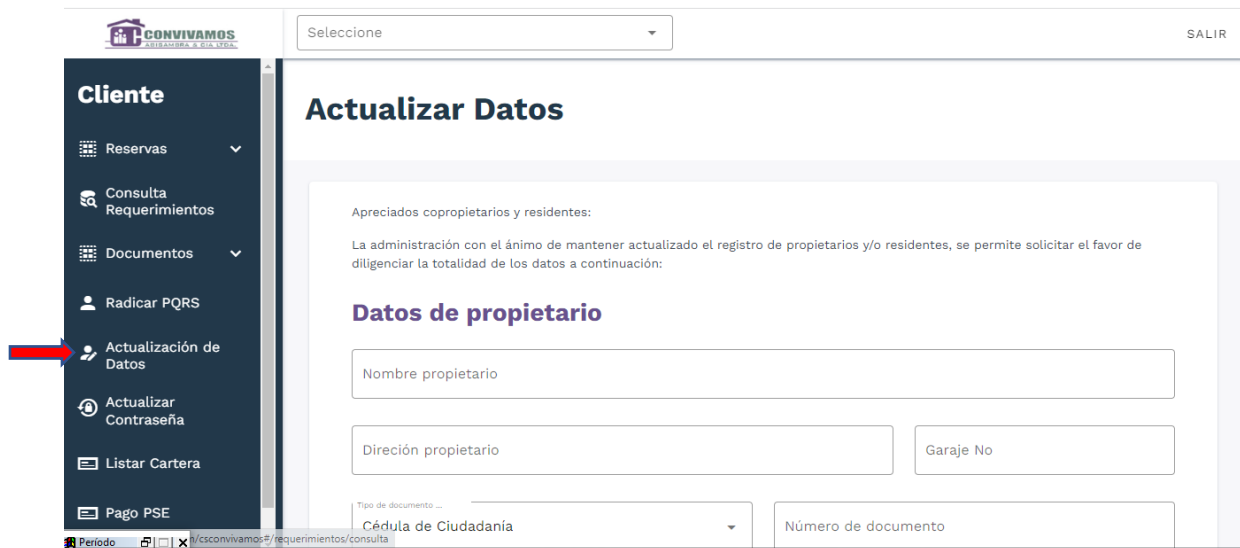 CONVIVAMOS
ADISAMBRA & CIA LTDA.
Seleccione
SALIR
Cliente
Reservas
Consulta
Requerimientos
Documentos
Radicar PQRS
Actualización de
Datos
Actualizar
Contraseña
Listar Cartera
Pago PSE
Actualizar Datos
Apreciados copropietarios y residentes:
La administración con el ánimo de mantener actualizado el registro de propietarios y/o residentes, se permite solicitar el favor de
diligenciar la totalidad de los datos a continuación:
Datos de propietario
Nombre propietario
Direción propietario
Garaje No
Tipo de documento ...
Cédula de Ciudadanía
Número de documento
Período
n/csconvivamos#/requerimientos/consulta